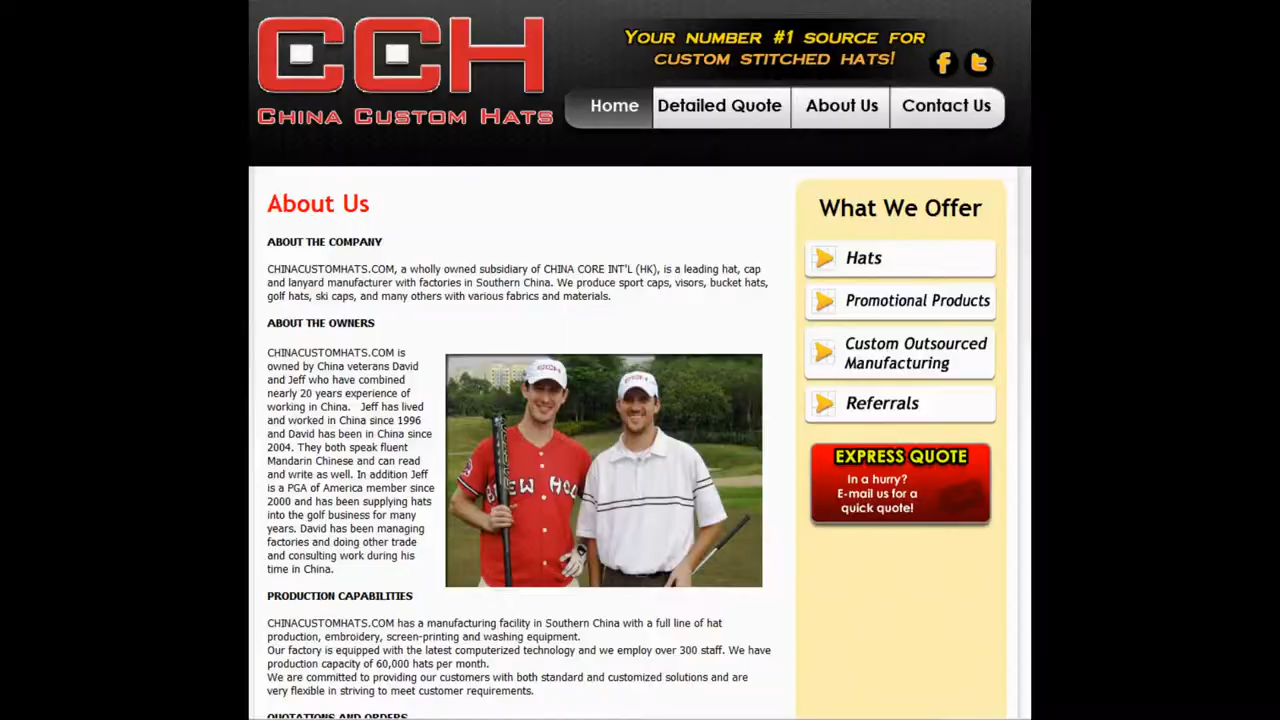 CCH
CHINA CUSTOM HATS
YOUR NUMBER #1 SOURCE FOR
CUSTOM STITCHED HATS!
f t
Home Detailed Quote About Us Contact Us
About Us
ABOUT THE COMPANY
CHINACUSTOMHATS.COM, a wholly owned subsidiary of CHINA CORE INT'L (HK), is a leading hat, cap
and lanyard manufacturer with factories in Southern China. We produce sport caps, visors, bucket hats,
golf hats, ski caps, and many others with various fabrics and materials.
ABOUT THE OWNERS
CHINACUSTOMHATS.COM is
owned by China veterans David
and Jeff who have combined
nearly 20 years experience of
working in China. Jeff has lived
and worked in China since 1996
and David has been in China since
2004. They both speak fluent
Mandarin Chinese and can read
and write as well. In addition Jeff
is a PGA of America member since
2000 and has been supplying hats
into the golf business for many
years. David has been managing
factories and doing other trade
and consulting work during his
time in China.
PRODUCTION CAPABILITIES
CHINACUSTOMHATS.COM has a manufacturing facility in Southern China with a full line of hat
production, embroidery, screen-printing and washing equipment.
Our factory is equipped with the latest computerized technology and we employ over 300 staff. We have
production capacity of 60,000 hats per month.
We are committed to providing our customers with both standard and customized solutions and are
very flexible in striving to meet customer requirements.
QUOTATIONS AND ORDERS
What We Offer
Hats
Promotional Products
Custom Outsourced
Manufacturing
Referrals
EXPRESS QUOTE
In a hurry?
E-mail us for a
quick quote!